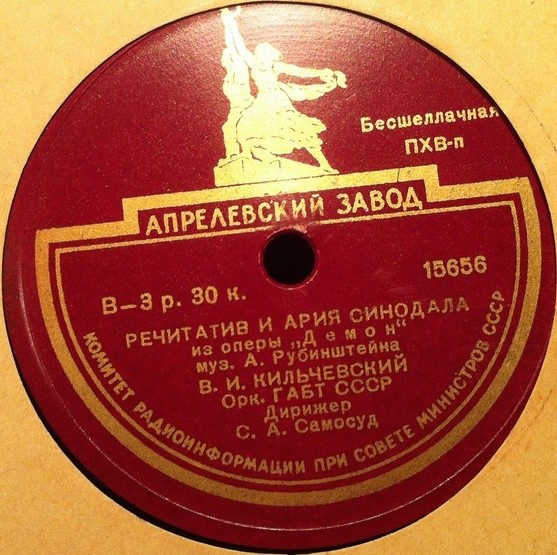 Бесшеллачная
ПХВ-п
АПРЕЛЕВСКИЙ ЗАВОД
15656
В—3 р. 30 к.
РЕЧИТАТИВ И АРИЯ СИНОДАЛА
из оперы „Демон“
муз. А. Рубинштейна
В. И. КИЛЬЧЕВСКИЙ
Орк. ГАБТ СССР
Дирижер
С. А. Самосуд
КОМИТЕТ РАДИОИНФОРМАЦИИ ПРИ СОВЕТЕ МИНИСТРОВ СССР